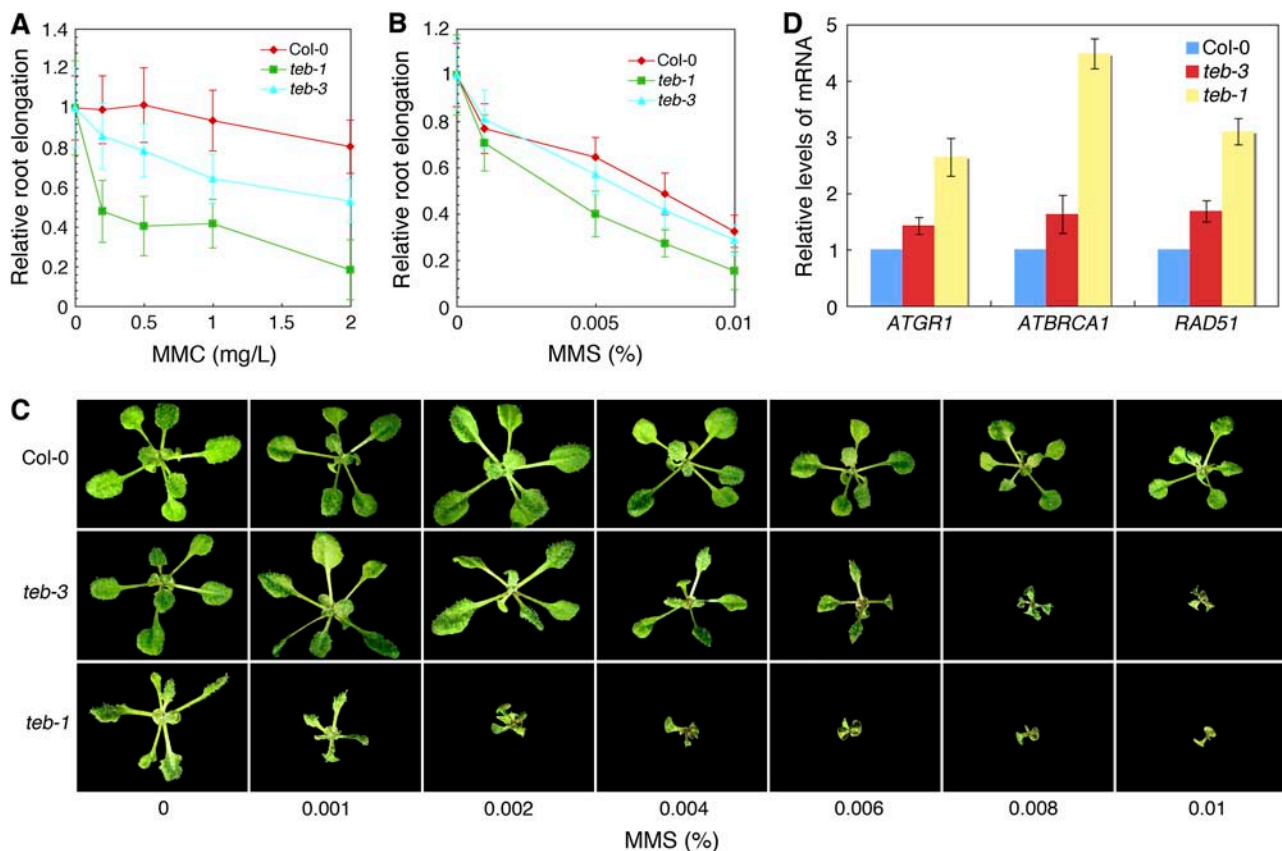 A
Relative root elongation
1.4
1.2
1
0.8
0.6
0.4
0.2
0
Col-0
teb-1
teb-3
0 0.5 1 1.5 2
MMC (mg/L)
B
Relative root elongation
1.2
1
0.8
0.6
0.4
0.2
0
Col-0
teb-1
teb-3
0 0.005 0.01
MMS (%)
D
Relative levels of mRNA
5
4
3
2
1
0
Col-0
teb-3
teb-1
ATGR1 ATBRCA1 RAD51
C
Col-0
teb-3
teb-1
0 0.001 0.002 0.004 0.006 0.008 0.01
MMS (%)